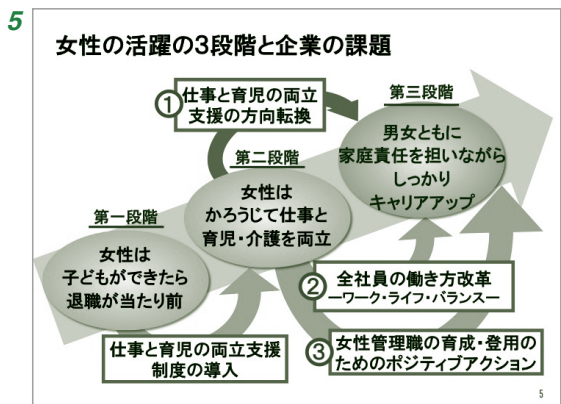 5
女性の活躍の3段階と企業の課題
① 仕事と育児の両立
支援の方向転換
第三段階
男女ともに
家庭責任を担いながら
しっかり
キャリアアップ
第二段階
女性は
かろうじて仕事と
育児・介護を両立
第一段階
女性は
子どもができたら
退職が当たり前
② 全社員の働き方改革
ーワーク・ライフ・バランスー
仕事と育児の両立支援
制度の導入
③ 女性管理職の育成・登用の
ためのポジティブアクション
5